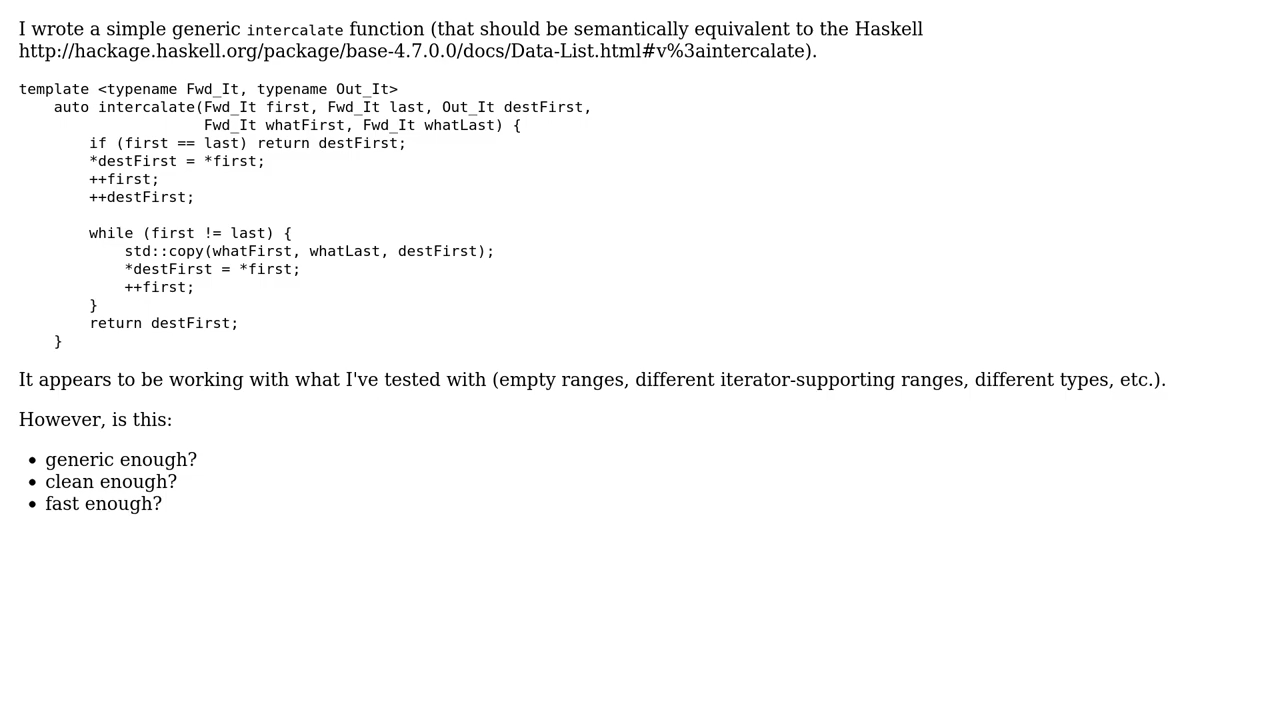 I wrote a simple generic intercalate function (that should be semantically equivalent to the Haskell
http://hackage.haskell.org/package/base-4.7.0.0/docs/Data-List.html#v%3aintercalate).
template <typename Fwd_It, typename Out_It>
    auto intercalate(Fwd_It first, Fwd_It last, Out_It destFirst,
                     Fwd_It whatFirst, Fwd_It whatLast) {
        if (first == last) return destFirst;
        *destFirst = *first;
        ++first;
        ++destFirst;

        while (first != last) {
            std::copy(whatFirst, whatLast, destFirst);
            *destFirst = *first;
            ++first;
        }
        return destFirst;
    }
It appears to be working with what I've tested with (empty ranges, different iterator-supporting ranges, different types, etc.).
However, is this:
• generic enough?
• clean enough?
• fast enough?